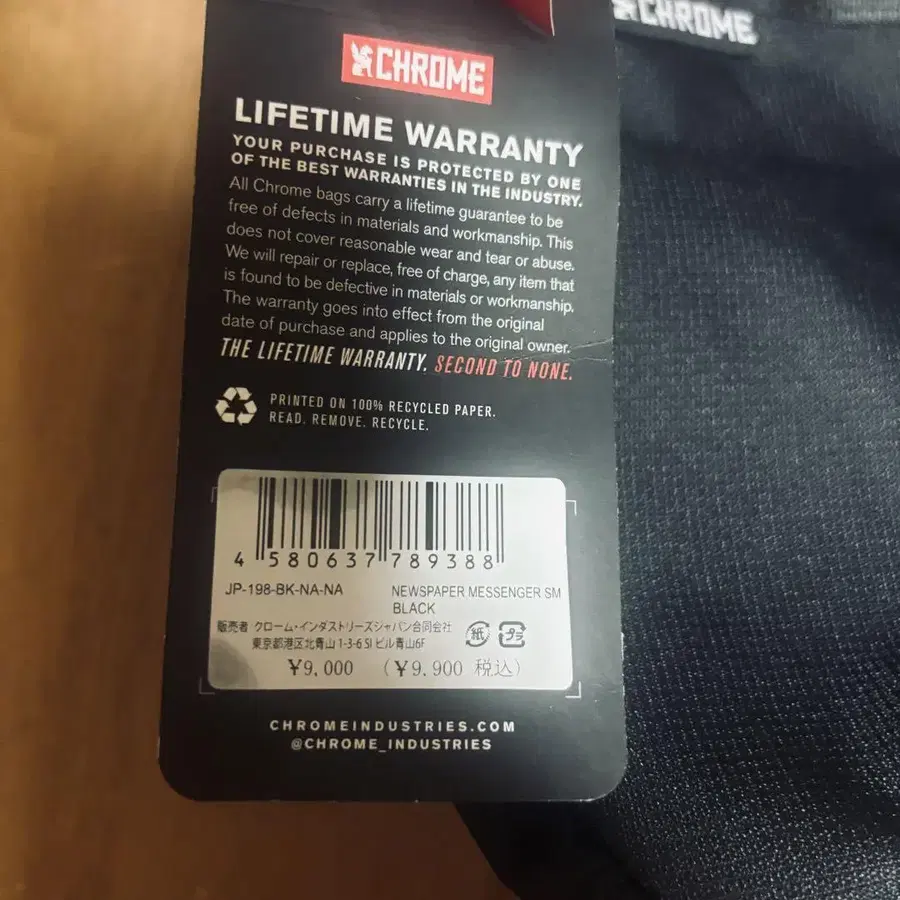 CHROME
CHROME
LIFETIME WARRANTY
YOUR PURCHASE IS PROTECTED BY ONE
OF THE BEST WARRANTIES IN THE INDUSTRY.
All Chrome bags carry a lifetime guarantee to be
free of defects in materials and workmanship. This
does not cover reasonable wear and tear or abuse.
We will repair or replace, free of charge, any item that
is found to be defective in materials or workmanship.
The warranty goes into effect from the original
date of purchase and applies to the original owner.
THE LIFETIME WARRANTY. SECOND TO NONE.
PRINTED ON 100% RECYCLED PAPER.
READ. REMOVE. RECYCLE.
4 580637 789388
JP-198-BK-NA-NA NEWSPAPER MESSENGER SM
BLACK
販売者 クローム・インダストリーズジャパン合同会社
東京都港区北青山 1-3-6 SI ビル青山6F
紙 プラ
¥9,000 (¥9,900 税込)
CHROMEINDUSTRIES.COM
@CHROME_INDUSTRIES